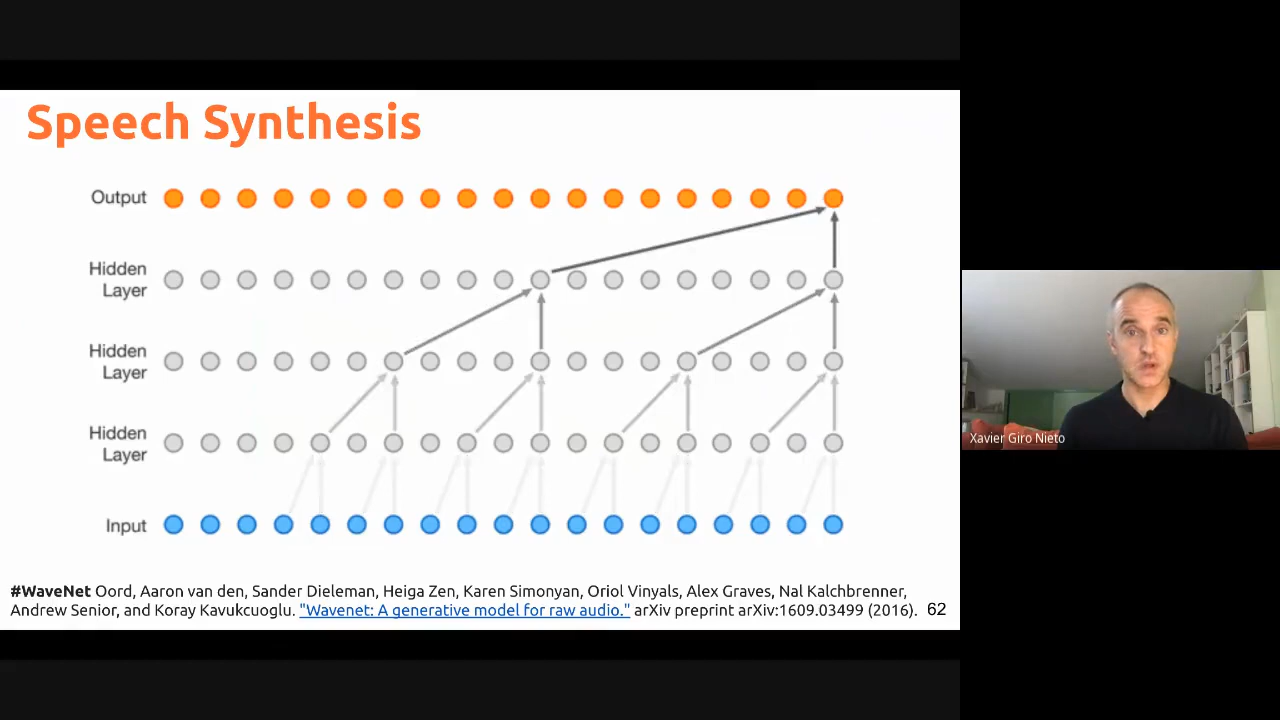 Speech Synthesis
Output
Hidden
Layer
Hidden
Layer
Hidden
Layer
Input
#WaveNet Oord, Aaron van den, Sander Dieleman, Heiga Zen, Karen Simonyan, Oriol Vinyals, Alex Graves, Nal Kalchbrenner,
Andrew Senior, and Koray Kavukcuoglu. "Wavenet: A generative model for raw audio." arXiv preprint arXiv:1609.03499 (2016). 62
Xavier Giro Nieto